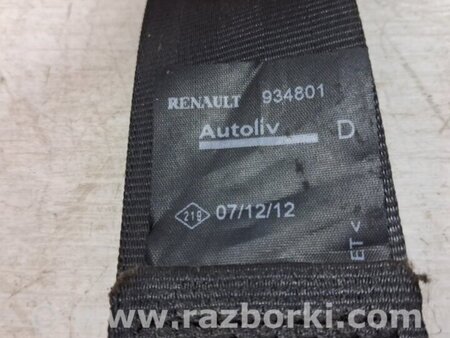 RENAULT 934801
Autoliv D
219 07/12/12
ET <
www.razborki.com